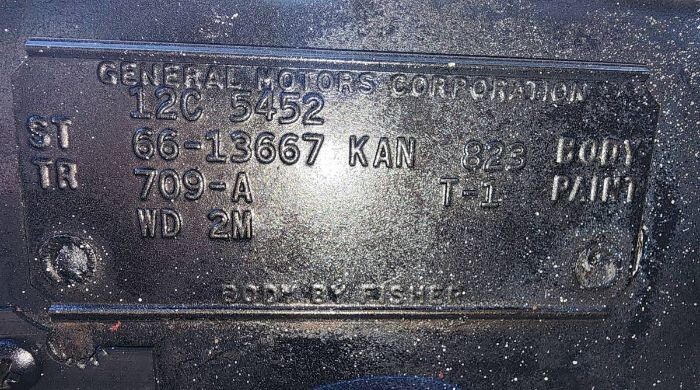 GENERAL MOTORS CORPORATION
12C 5452
ST 66-13667 KAN 823 BODY
TR 709-A T-1 PAINT
WD 2M
BODY BY FISHER